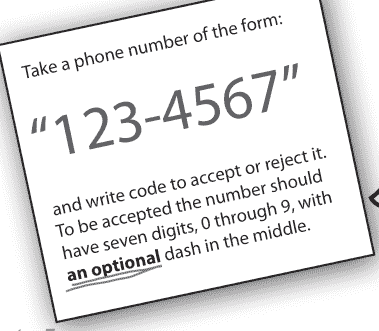 Take a phone number of the form:
“123-4567”
and write code to accept or reject it.
To be accepted the number should
have seven digits, 0 through 9, with
an optional dash in the middle.